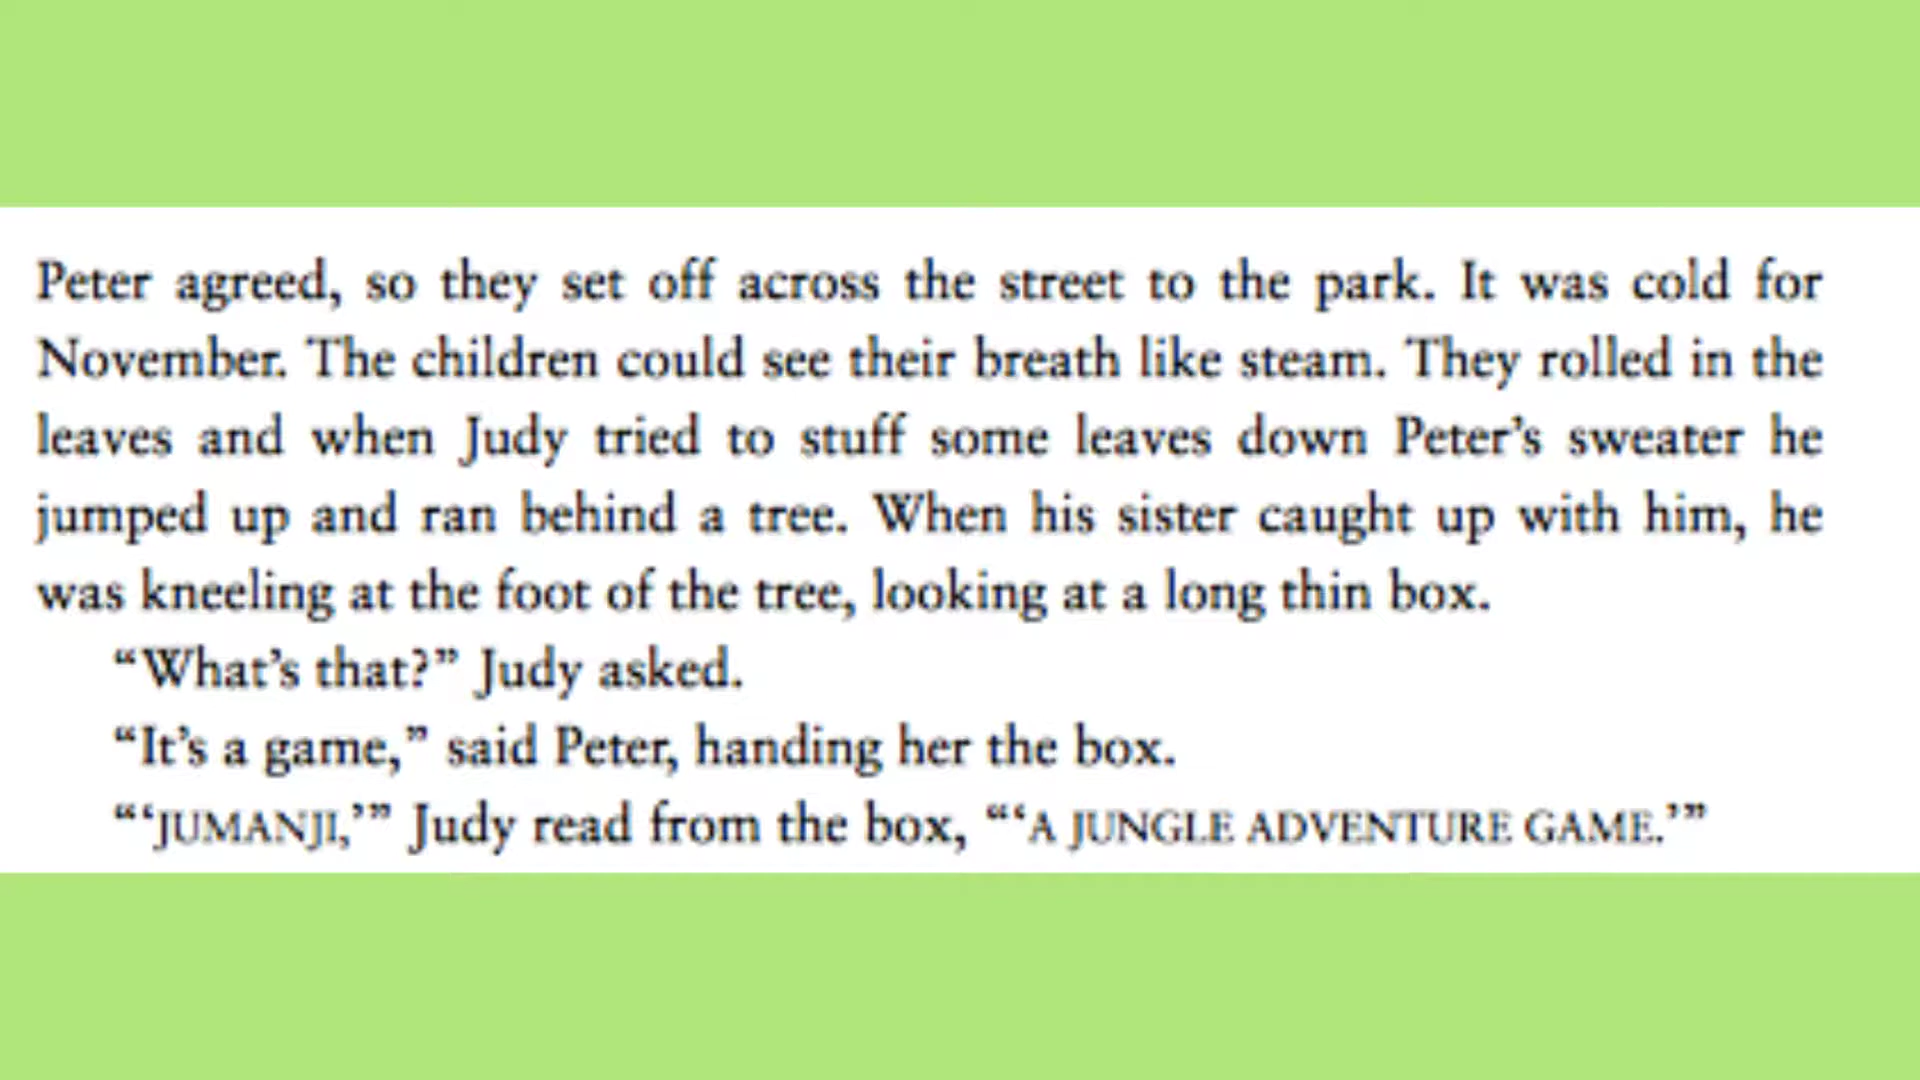 Peter agreed, so they set off across the street to the park. It was cold for
November. The children could see their breath like steam. They rolled in the
leaves and when Judy tried to stuff some leaves down Peter’s sweater he
jumped up and ran behind a tree. When his sister caught up with him, he
was kneeling at the foot of the tree, looking at a long thin box.
“What’s that?” Judy asked.
“It’s a game,” said Peter, handing her the box.
“‘JUMANJI,’” Judy read from the box, “‘A JUNGLE ADVENTURE GAME.’”